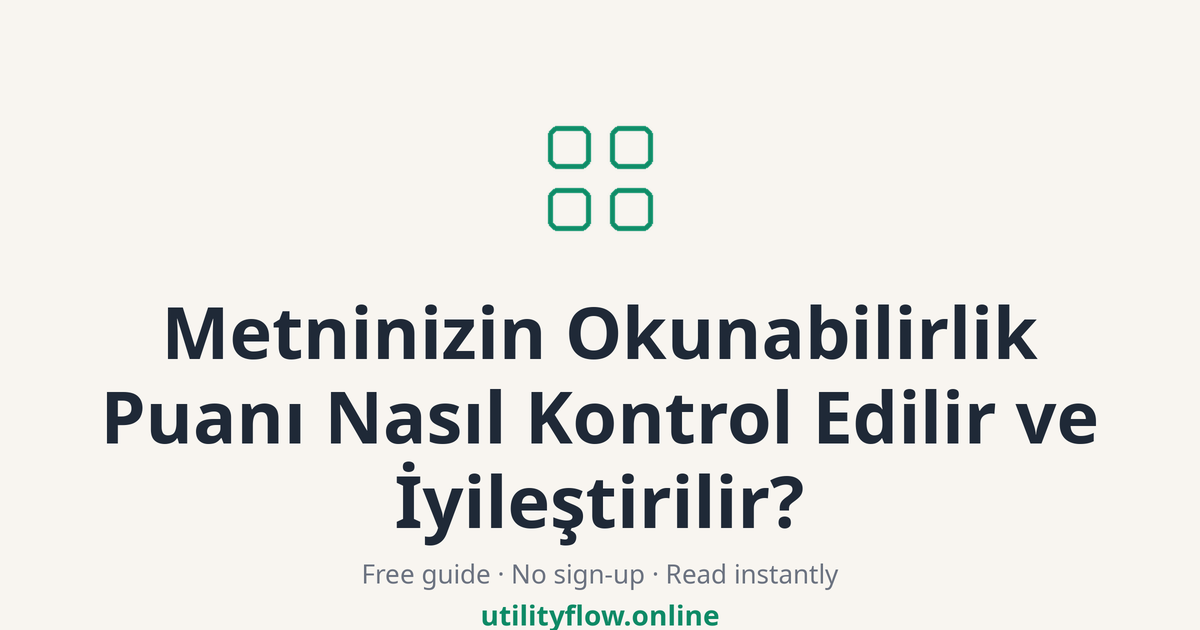 Metninizin Okunabilirlik
Puanı Nasıl Kontrol Edilir ve
İyileştirilir?
Free guide · No sign-up · Read instantly
utilityflow.online